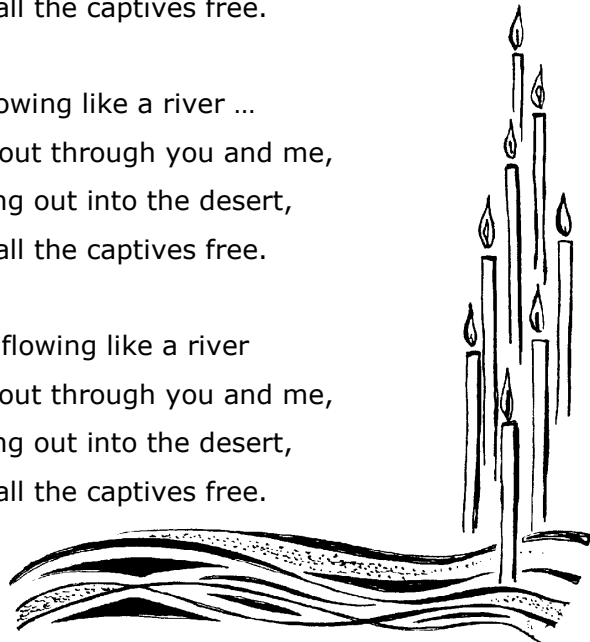 all the captives free.
owing like a river …
out through you and me,
ng out into the desert,
all the captives free.
flowing like a river
out through you and me,
ng out into the desert,
all the captives free.